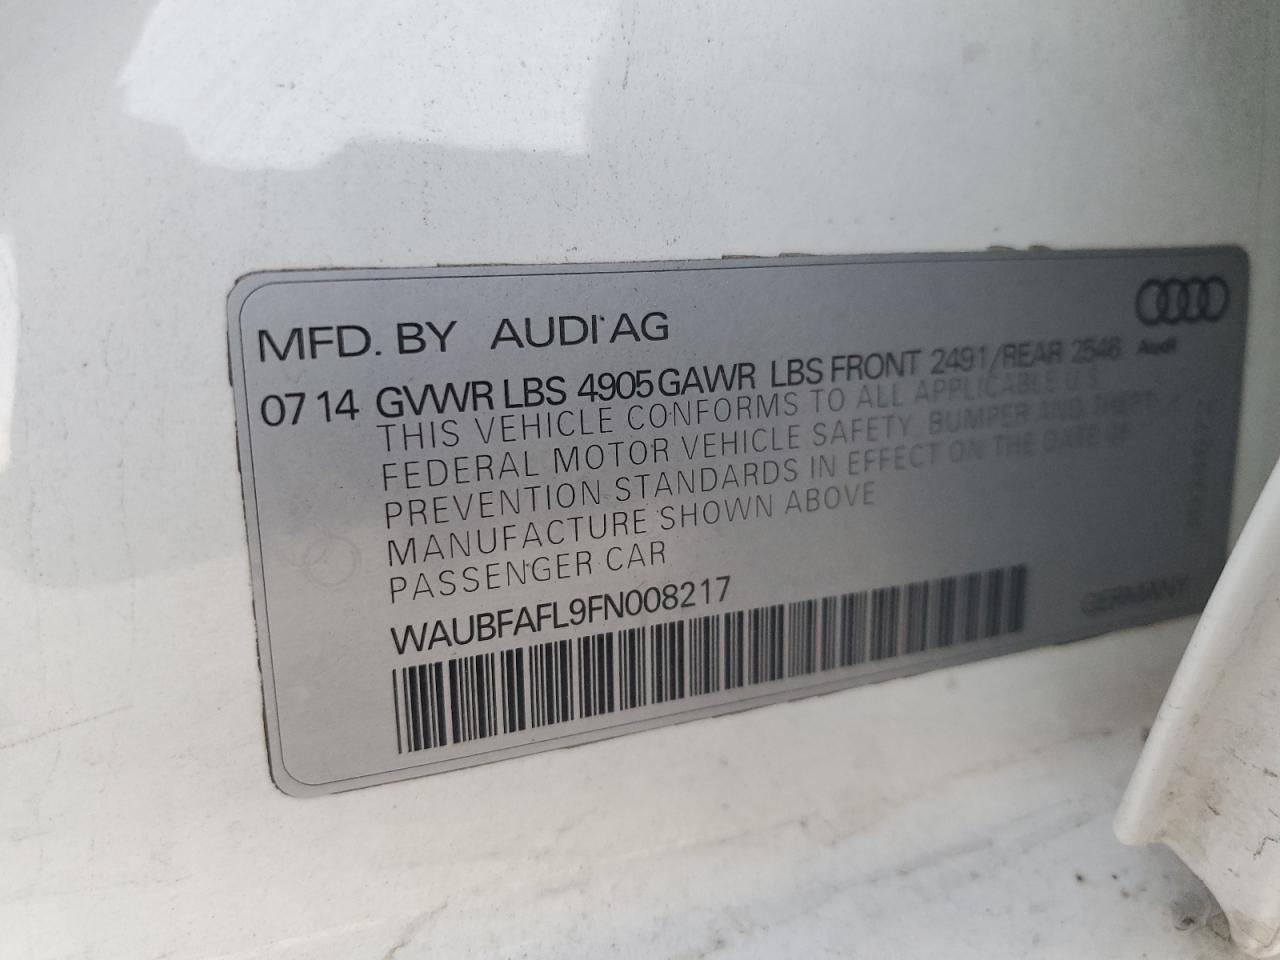 MFD. BY AUDI AG
07 14 GVWR LBS 4905 GAWR LBS FRONT 2491/REAR 2546
Audi
THIS VEHICLE CONFORMS TO ALL APPLICABLE U.S.
FEDERAL MOTOR VEHICLE SAFETY, BUMPER AND THEFT
PREVENTION STANDARDS IN EFFECT ON THE DATE OF
MANUFACTURE SHOWN ABOVE
PASSENGER CAR
WAUBFAFL9FN008217
GERMANY